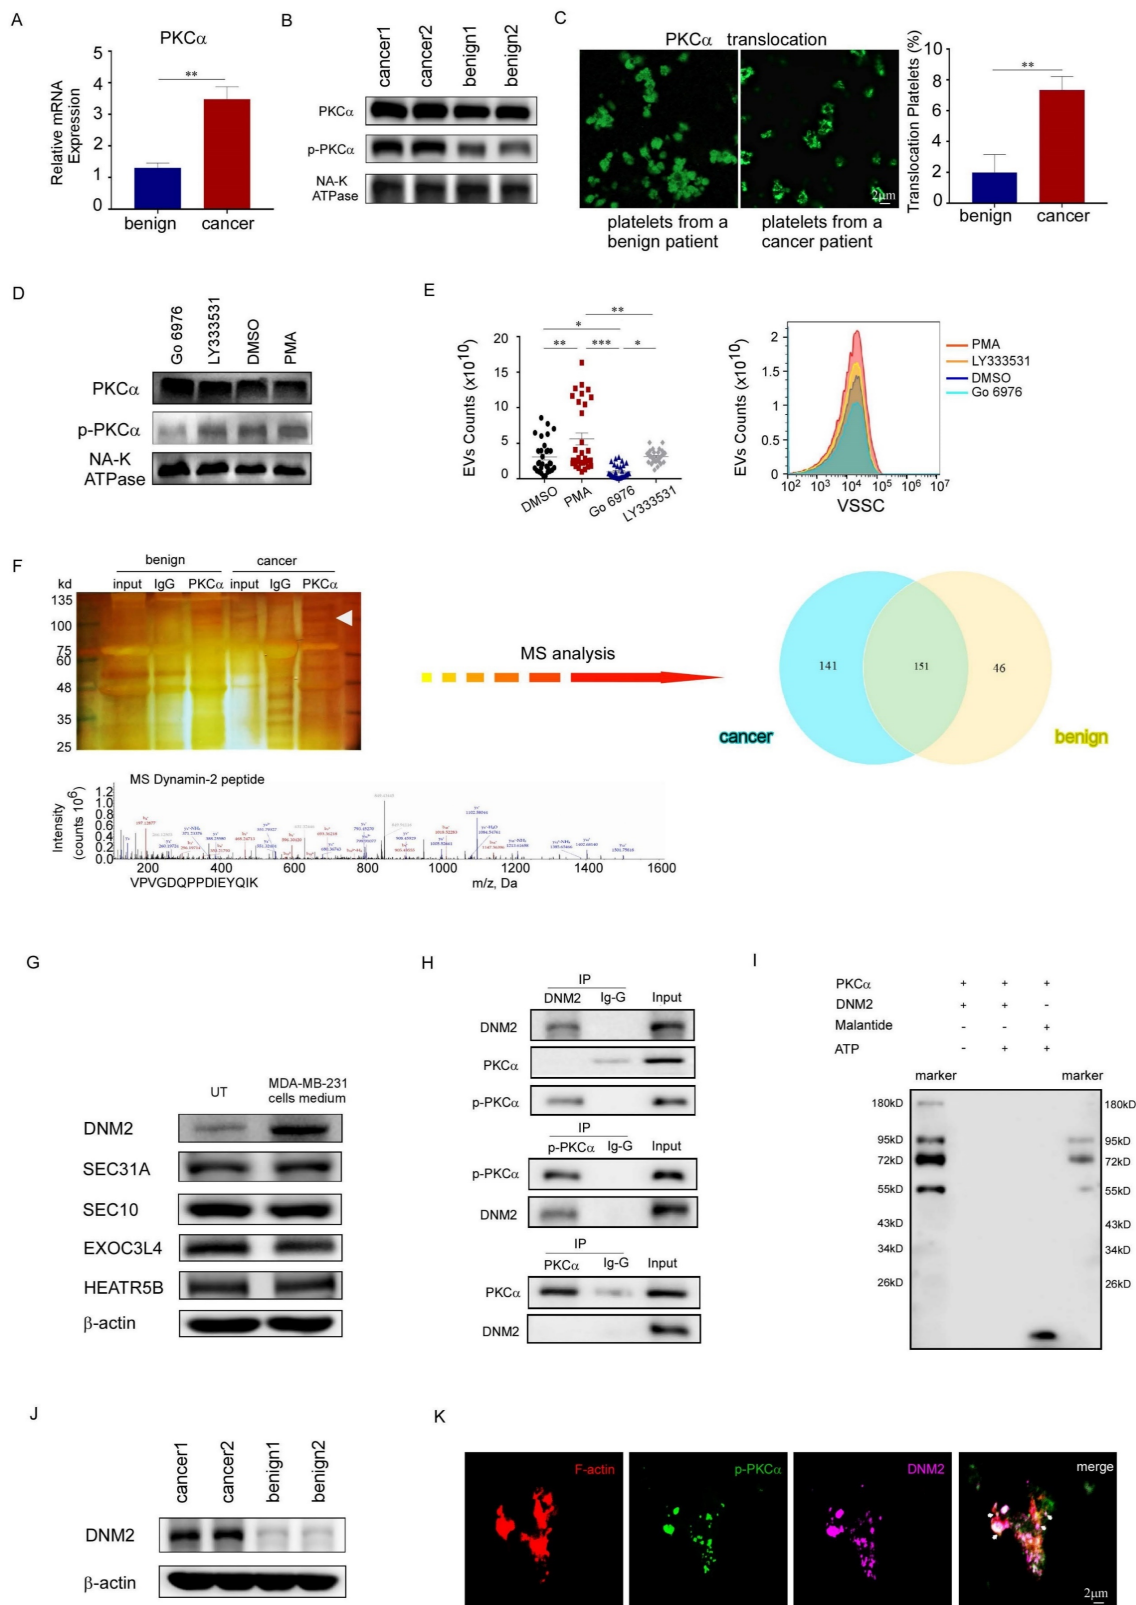 A
PKCα
**
Relative mRNA
Expression
5
4
3
2
1
0
benign
cancer
B
cancer1
cancer2
benign1
benign2
PKCα
p-PKCα
NA-K
ATPase
C
PKCα translocation
2μm
platelets from a
benign patient
platelets from a
cancer patient
Translocation Platelets (%)
**
10
8
6
4
2
0
benign
cancer
D
Go 6976
LY333531
DMSO
PMA
PKCα
p-PKCα
NA-K
ATPase
E
EVs Counts (x10¹⁰)
**
*
** *** *
20
15
10
5
0
DMSO
PMA
Go 6976
LY333531
EVs Counts (x10¹⁰)
2
1.5
1
0.5
0
10² 10³ 10⁴ 10⁵ 10⁶ 10⁷
VSSC
PMA
LY333531
DMSO
Go 6976
F
benign cancer
kd input IgG PKCα input IgG PKCα
135
100
75
60
48
35
25
MS analysis
141
151
46
cancer
benign
MS Dynamin-2 peptide
Intensity
(counts 10⁶)
1.2
1.0
0.8
0.6
0.4
0.2
0.0
200 400 600 800 1000 1200 1400 1600
VPVGDQPPDIEYQIK
m/z, Da
G
UT
MDA-MB-231
cells medium
DNM2
SEC31A
SEC10
EXOC3L4
HEATR5B
β-actin
H
IP
DNM2 Ig-G Input
DNM2
PKCα
p-PKCα
IP
p-PKCα Ig-G Input
p-PKCα
DNM2
IP
PKCα Ig-G Input
PKCα
DNM2
I
PKCα + + +
DNM2 + + -
Malantide - - +
ATP - + +
marker marker
180kD 180kD
95kD 95kD
72kD 72kD
55kD 55kD
43kD 43kD
34kD 34kD
26kD 26kD
J
cancer1
cancer2
benign1
benign2
DNM2
β-actin
K
F-actin
p-PKCα
DNM2
merge
2μm